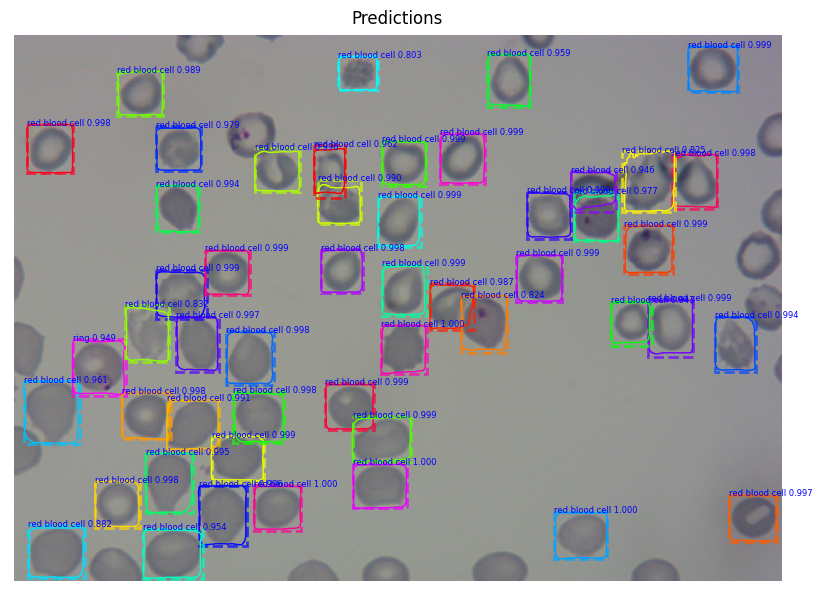 Predictions
red blood cell 0.999
red blood cell 0.803
red blood cell 0.959
red blood cell 0.989
red blood cell 0.998
red blood cell 0.979
red blood cell 0.999
red blood cell 0.999
red blood cell 0.962
red blood cell 0.825
red blood cell 0.998
red blood cell 0.946
red blood cell 0.990
red blood cell 0.994
red blood cell 0.977
red blood cell 0.999
red blood cell 0.999
red blood cell 0.999
red blood cell 0.998
red blood cell 0.999
red blood cell 0.999
red blood cell 0.999
red blood cell 0.987
red blood cell 0.824
red blood cell 0.832
red blood cell 0.999
red blood cell 0.997
red blood cell 0.994
red blood cell 1.000
red blood cell 0.998
ring 0.949
red blood cell 0.961
red blood cell 0.999
red blood cell 0.998
red blood cell 0.998
red blood cell 0.991
red blood cell 0.999
red blood cell 0.999
red blood cell 0.995
red blood cell 1.000
red blood cell 0.998
red blood cell 1.000
red blood cell 0.997
red blood cell 1.000
red blood cell 0.882
red blood cell 0.954